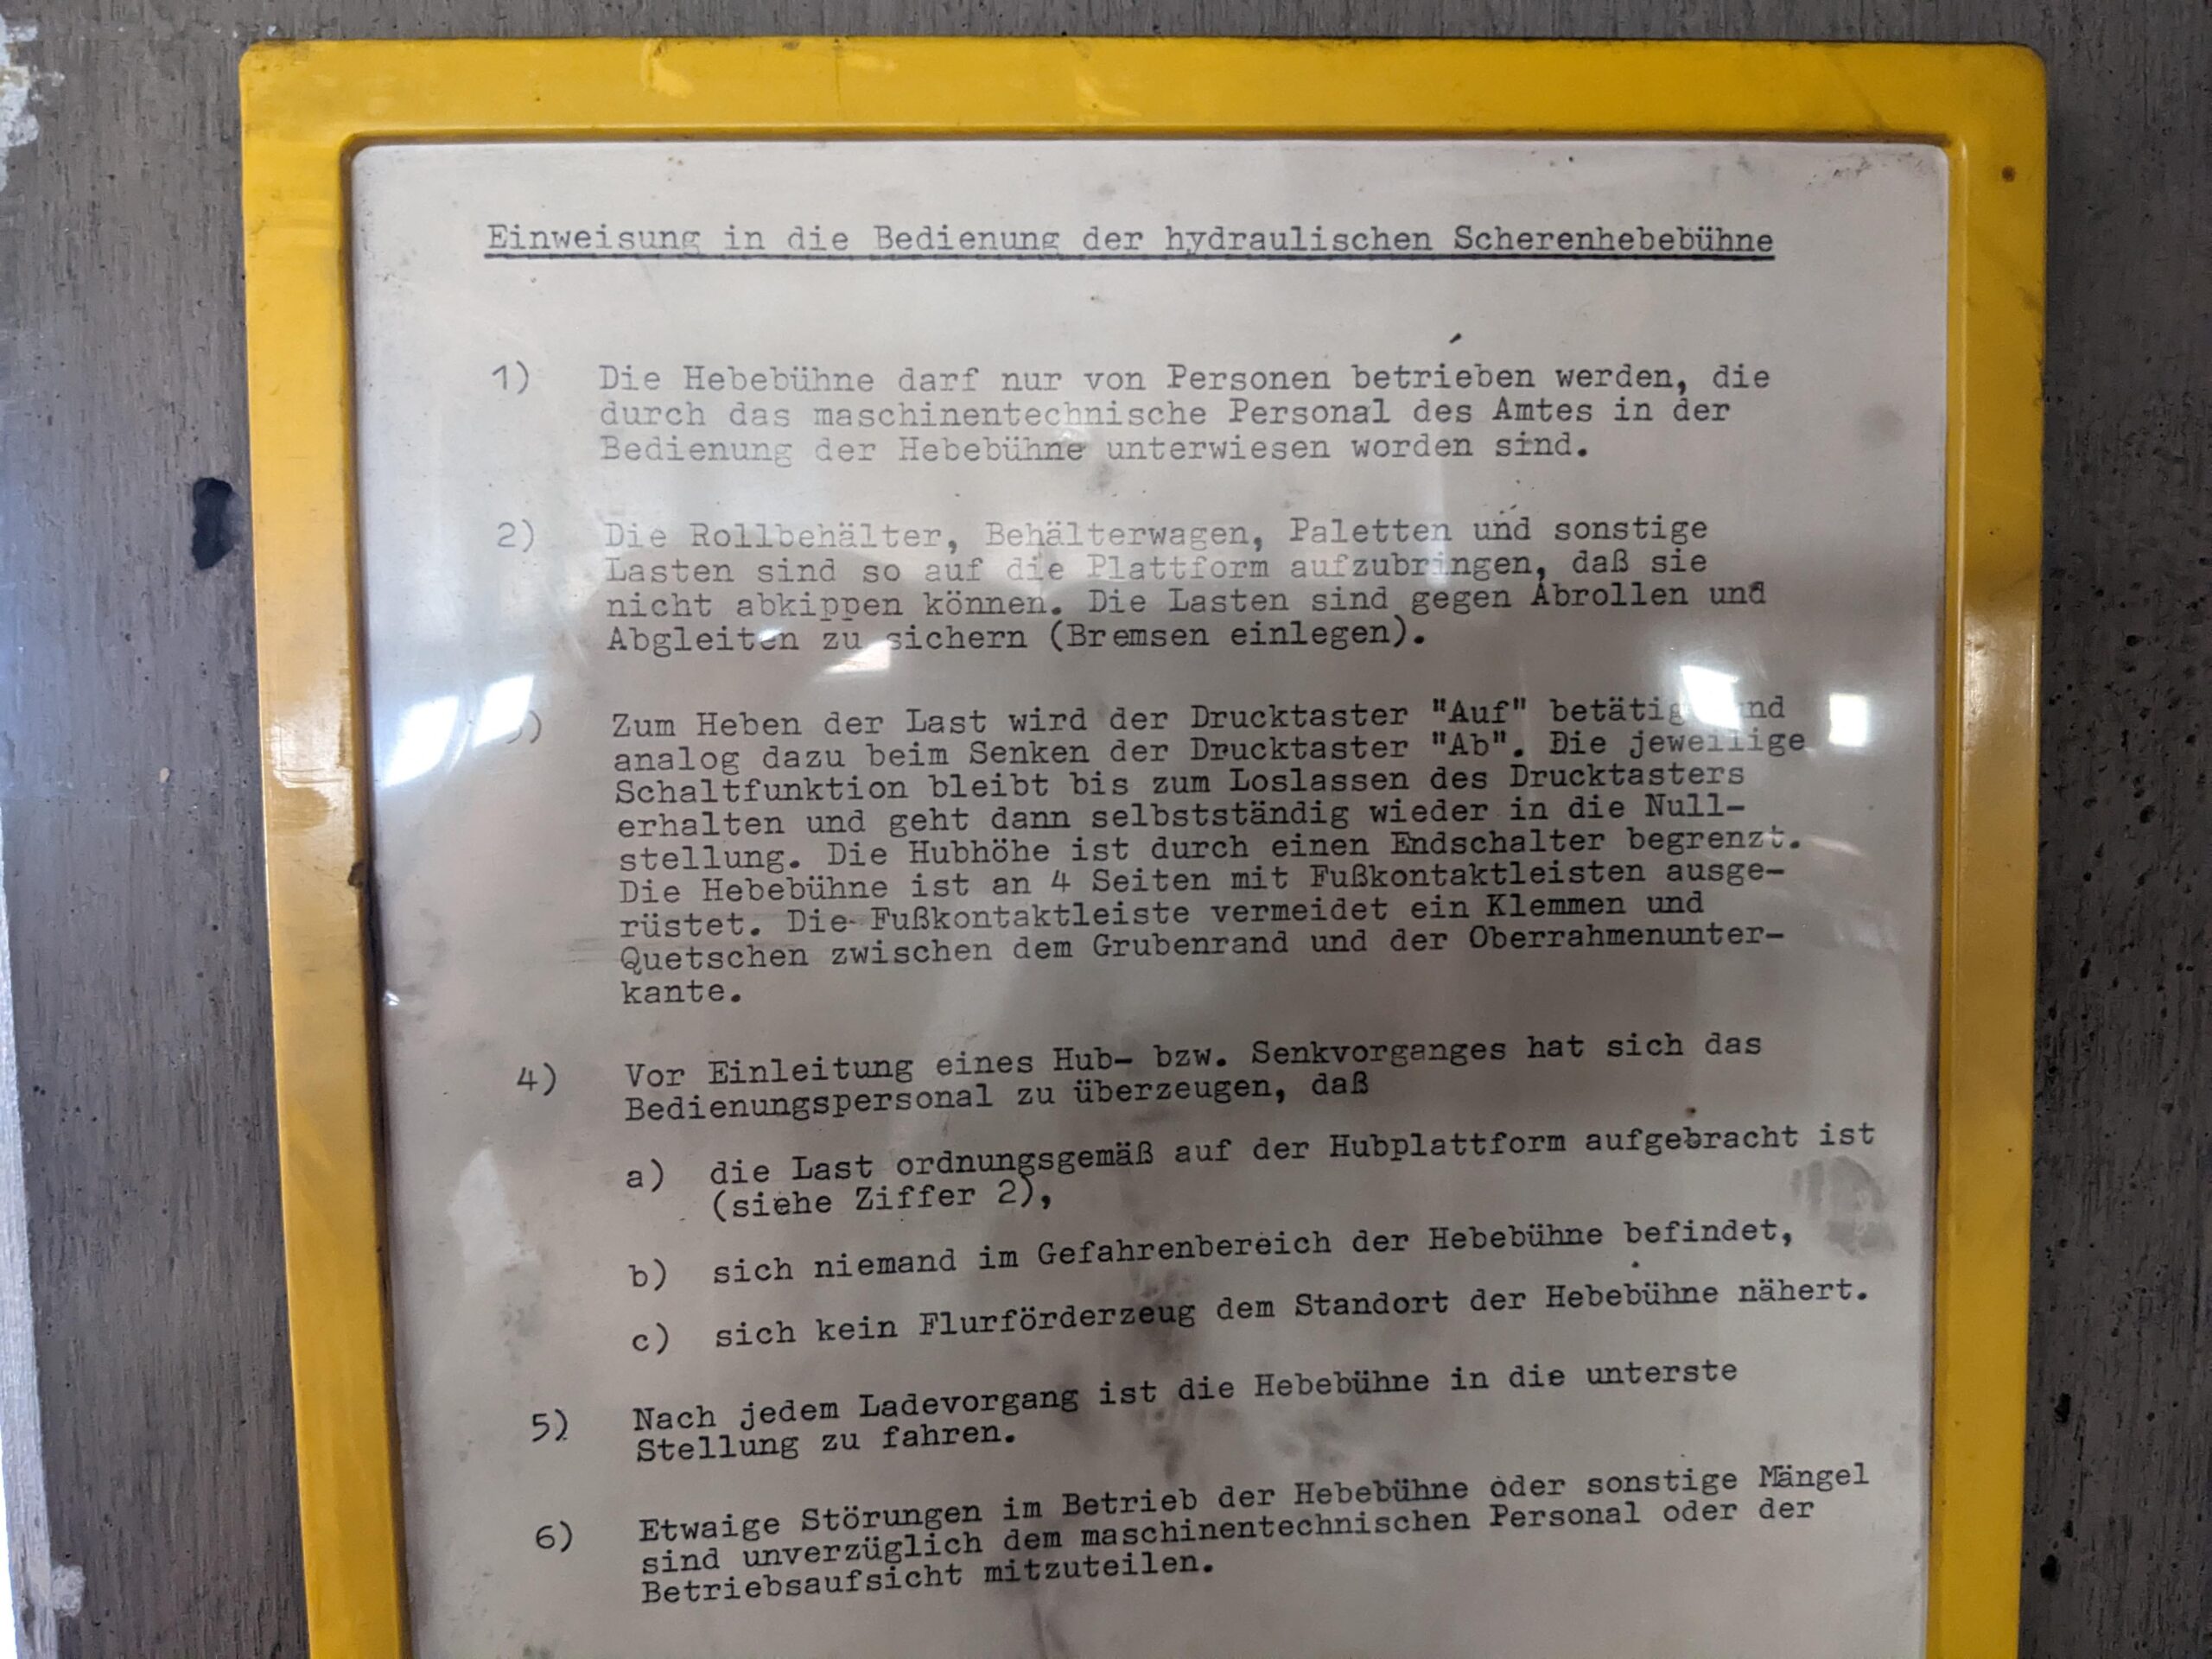 Einweisung in die Bedienung der hydraulischen Scherenhebebühne
1) Die Hebebühne darf nur von Personen betrieben werden, die
durch das maschinentechnische Personal des Amtes in der
Bedienung der Hebebühne unterwiesen worden sind.
2) Die Rollbehälter, Behälterwagen, Paletten und sonstige
Lasten sind so auf die Plattform aufzubringen, daß sie
nicht abkippen können. Die Lasten sind gegen Abrollen und
Abgleiten zu sichern (Bremsen einlegen).
) Zum Heben der Last wird der Drucktaster "Auf"
analog dazu beim Senken der Drucktaster "Ab". Die jeweilige
Schaltfunktion bleibt bis zum Loslassen des Drucktasters
erhalten und geht dann selbstständig wieder in die Null-
stellung. Die Hubhöhe ist durch einen Endschalter begrenzt.
Die Hebebühne ist an 4 Seiten mit Fußkontaktleisten ausge-
rüstet. Die Fußkontaktleiste vermeidet ein Klemmen und
Quetschen zwischen dem Grubenrand und der Oberrahmenunter-
kante.
4) Vor Einleitung eines Hub- bzw. Senkvorganges hat sich das
Bedienungspersonal zu überzeugen, daß
a) die Last ordnungsgemäß auf der Hubplattform aufgebracht ist
(siehe Ziffer 2),
b) sich niemand im Gefahrenbereich der Hebebühne befindet,
c) sich kein Flurförderzeug dem Standort der Hebebühne nähert.
5) Nach jedem Ladevorgang ist die Hebebühne in die unterste
Stellung zu fahren.
6) Etwaige Störungen im Betrieb der Hebebühne oder sonstige Mängel
sind unverzüglich dem maschinentechnischen Personal oder der
Betriebsaufsicht mitzuteilen.